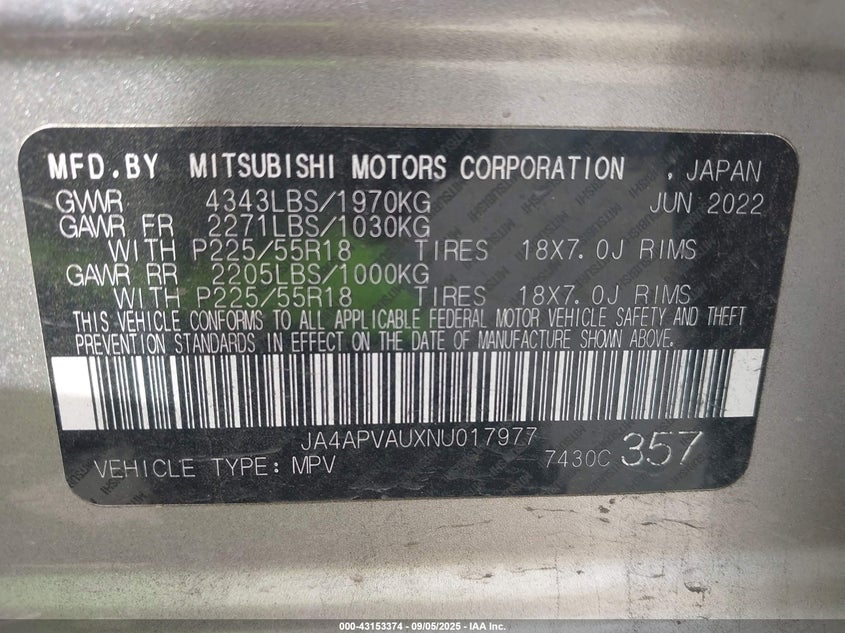 MFD.BY MITSUBISHI MOTORS CORPORATION , JAPAN
GVWR 4343LBS/1970KG JUN 2022
GAWR FR 2271LBS/1030KG
WITH P225/55R18 TIRES 18X7.0J RIMS
GAWR RR 2205LBS/1000KG
WITH P225/55R18 TIRES 18X7.0J RIMS
THIS VEHICLE CONFORMS TO ALL APPLICABLE FEDERAL MOTOR VEHICLE SAFETY AND THEFT
PREVENTION STANDARDS IN EFFECT ON THE DATE OF MANUFACTURE SHOWN ABOVE.
JA4APVAUXNU017977
VEHICLE TYPE: MPV 7430C 357
000-43153374 - 09/05/2025 - IAA Inc.